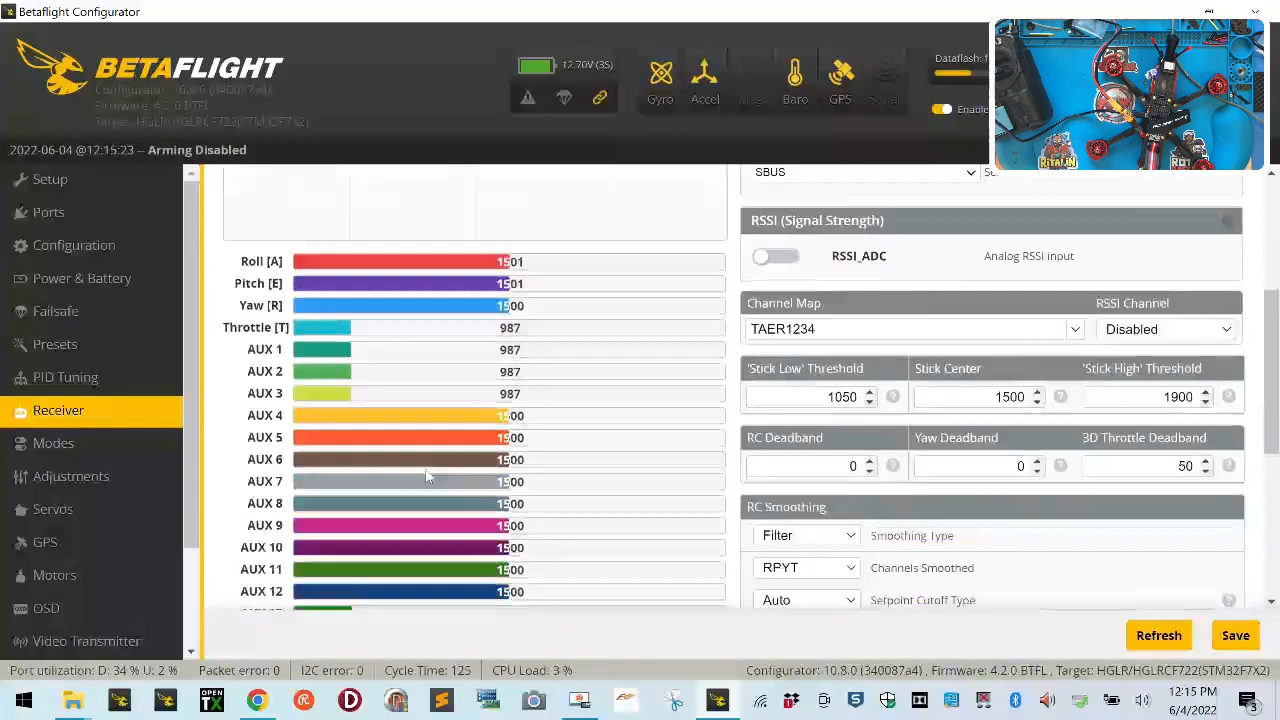 Betaflight Configurator
BETAFLIGHT
12.70V (3S)
Gyro
Accel
Baro
GPS
Dataflash: f
Enable
2022-06-04 @12:15:23 -- Arming Disabled
Setup
Ports
Configuration
Power & Battery
Failsafe
Presets
PID Tuning
Receiver
Modes
Adjustments
Servos
GPS
Motors
OSD
Video Transmitter
Roll [A] 1501
Pitch [E] 1501
Yaw [R] 1500
Throttle [T] 987
AUX 1 987
AUX 2 987
AUX 3 987
AUX 4 1500
AUX 5 1500
AUX 6 1500
AUX 7 1500
AUX 8 1500
AUX 9 1500
AUX 10 1500
AUX 11 1500
AUX 12 1500
SBUS
RSSI (Signal Strength)
RSSI_ADC Analog RSSI input
Channel Map RSSI Channel
TAER1234 Disabled
'Stick Low' Threshold Stick Center 'Stick High' Threshold
1050 1500 1900
RC Deadband Yaw Deadband 3D Throttle Deadband
0 0 50
RC Smoothing
Filter Smoothing Type
RPYT Channels Smoothed
Auto Setpoint Cutoff Type
Refresh Save
Port utilization: D: 34 % U: 2 % Packet error: 0 I2C error: 0 Cycle Time: 125 CPU Load: 3 % Configurator: 10.8.0 (340087a4), Firmware: 4.2.0 BTFL, Target: HGLR/HGLRCF722(STM32F7X2)
OPEN
TX
12:15 PM
6/4/2022
3